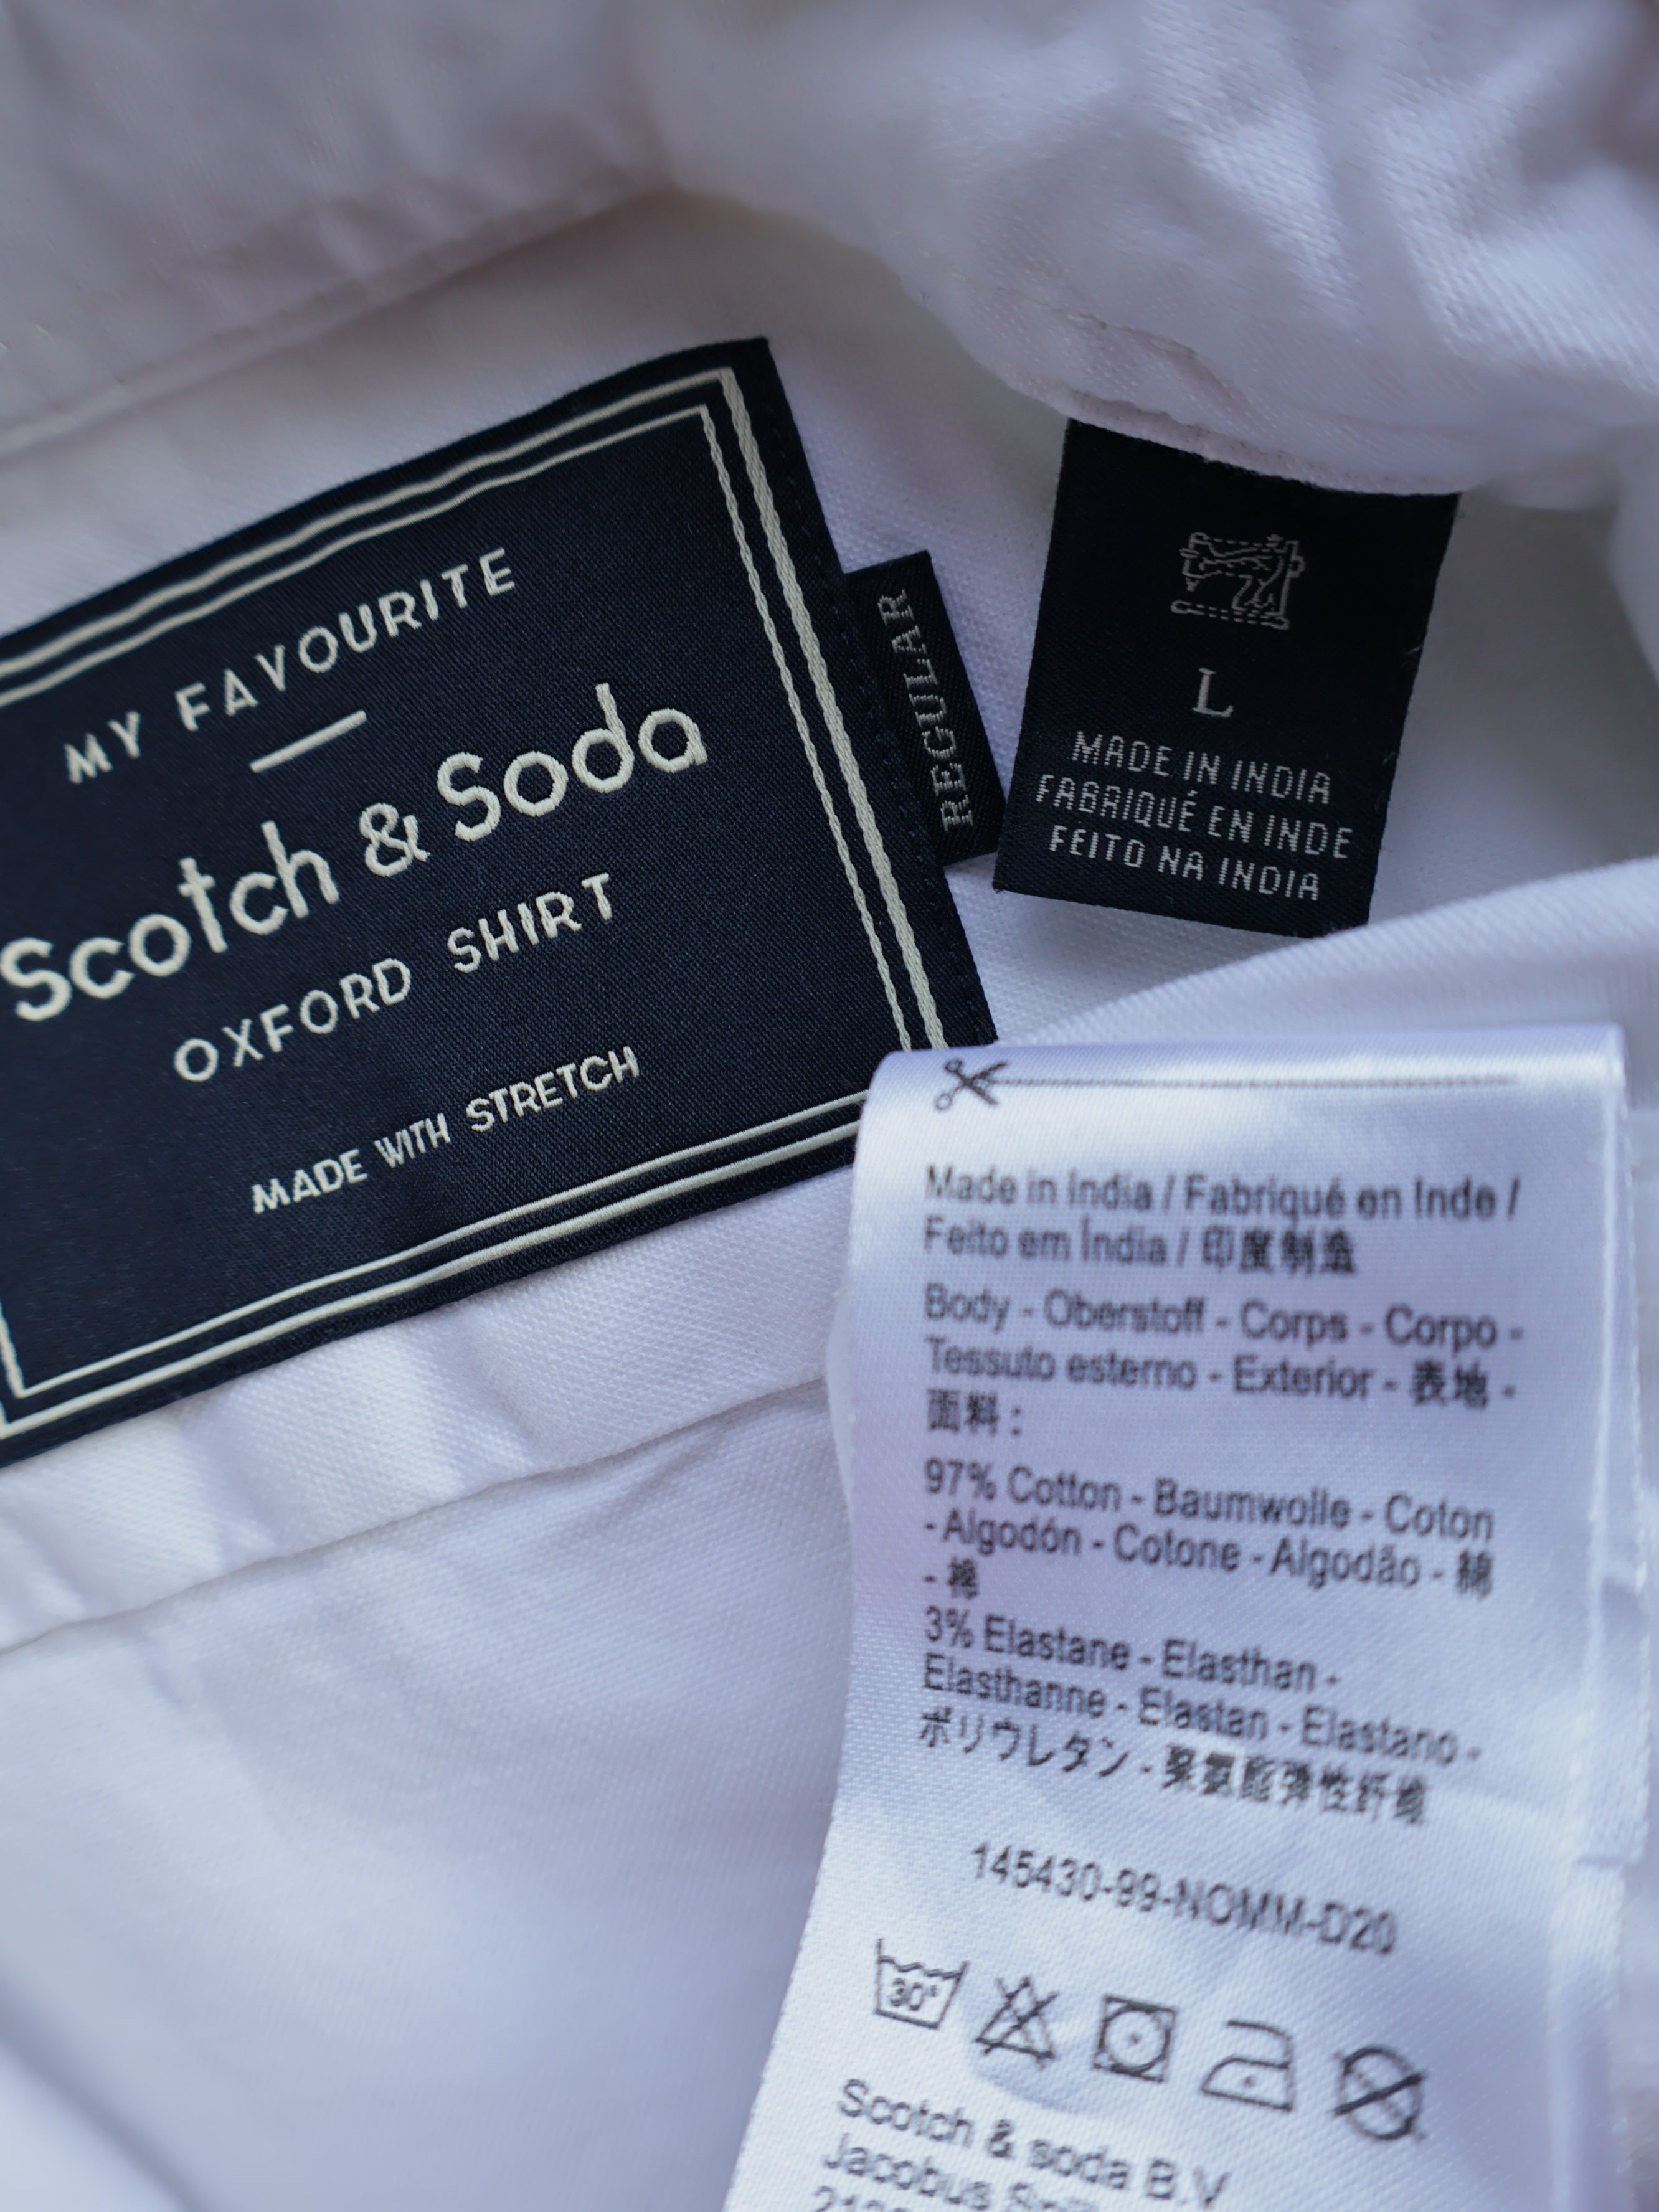 MY FAVOURITE
Scotch & Soda
OXFORD SHIRT
MADE WITH STRETCH
REGULAR
L
MADE IN INDIA
FABRIQUÉ EN INDE
FEITO NA INDIA
Made in India / Fabriqué en Inde /
Feito em Índia / 印度制造
Body - Oberstoff - Corps - Corpo -
Tessuto esterno - Exterior - 表地 -
面料 :
97% Cotton - Baumwolle - Coton
- Algodón - Cotone - Algodão - 綿
- 棉
3% Elastane - Elasthan -
Elasthanne - Elastan - Elastano -
ポリウレタン - 聚氨酯弹性纤维
145430-99-NOMM-D20
30°
Scotch & soda B.V
Jacobus